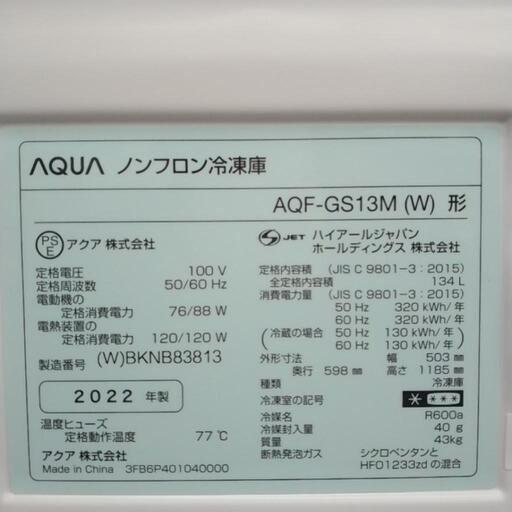 AQUA ノンフロン冷凍庫
AQF-GS13M (W) 形
PS
E
アクア 株式会社
定格電圧 100 V
定格周波数 50/60 Hz
電動機の
定格消費電力 76/88 W
電熱装置の
定格消費電力 120/120 W
製造番号 (W)BKNB83813
2022 年製
温度ヒューズ
定格動作温度 77℃
アクア 株式会社
Made in China 3FB6P401040000
JET ハイアールジャパン
ホールディングス 株式会社
定格内容積 (JIS C 9801-3:2015)
全定格内容積 134 L
消費電力量 (JIS C 9801-3:2015)
50 Hz 320 kWh/年
60 Hz 320 kWh/年
(冷蔵の場合 50 Hz 130 kWh/年
60 Hz 130 kWh/年)
外形寸法 幅 503 ㎜
奥行 598 ㎜ 高さ 1185 ㎜
種類 冷凍庫
冷凍室の記号 * ***
冷媒名 R600a
冷媒封入量 40 g
質量 43kg
断熱発泡ガス シクロペンタンと
HFO1233zd の混合